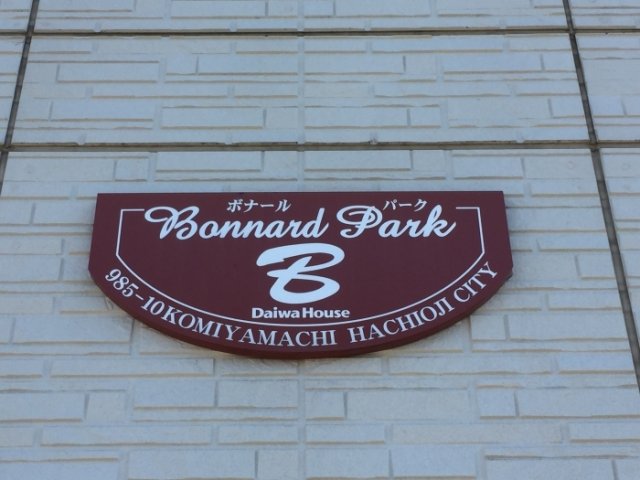 ボナール パーク
Bonnard Park
B
Daiwa House
985-10 KOMIYAMACHI HACHIOJI CITY